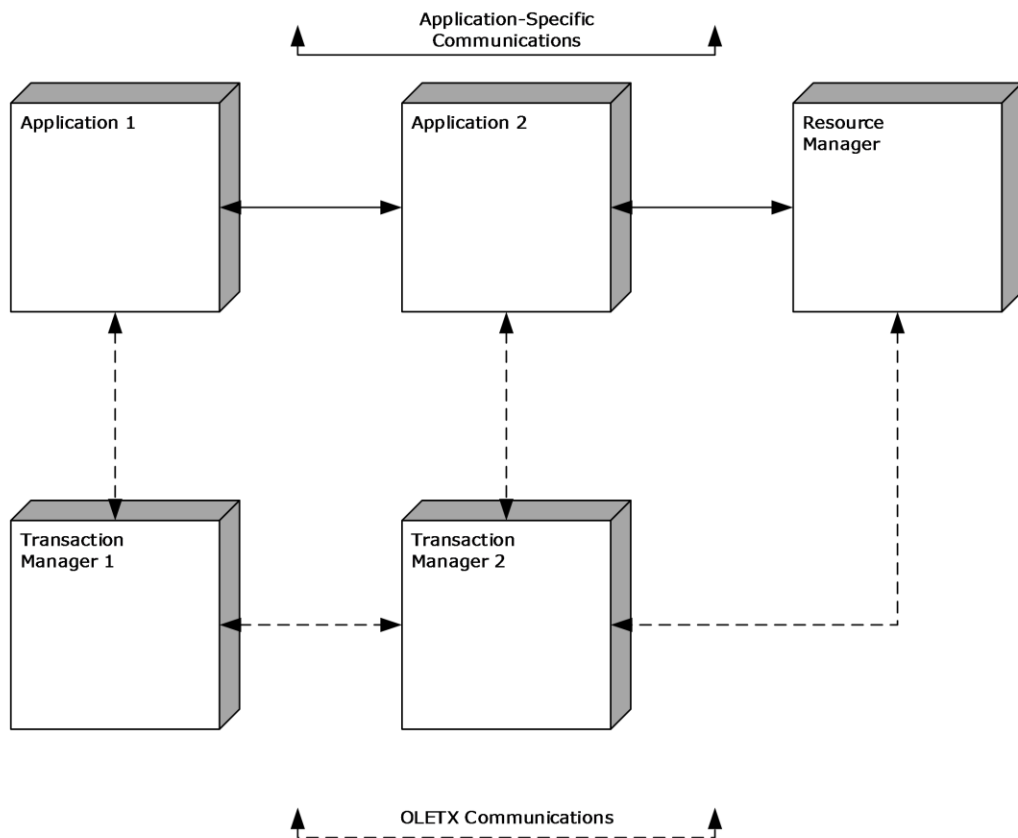 Application-Specific
Communications
Application 1
Application 2
Resource
Manager
Transaction
Manager 1
Transaction
Manager 2
OLETX Communications